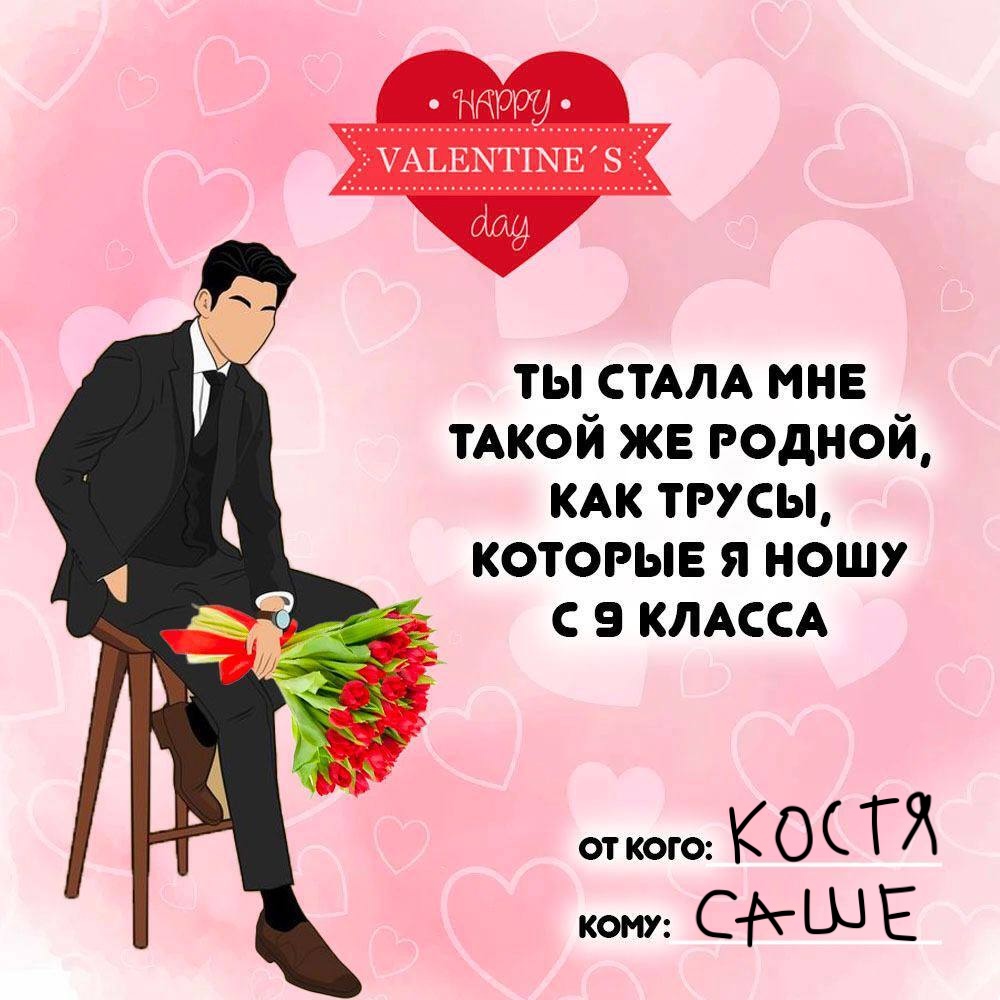 • HAPPY •
VALENTINE´S
day
ТЫ СТАЛА МНЕ
ТАКОЙ ЖЕ РОДНОЙ,
КАК ТРУСЫ,
КОТОРЫЕ Я НОШУ
С 9 КЛАССА
ОТ КОГО: КОСТЯ
КОМУ: САШЕ